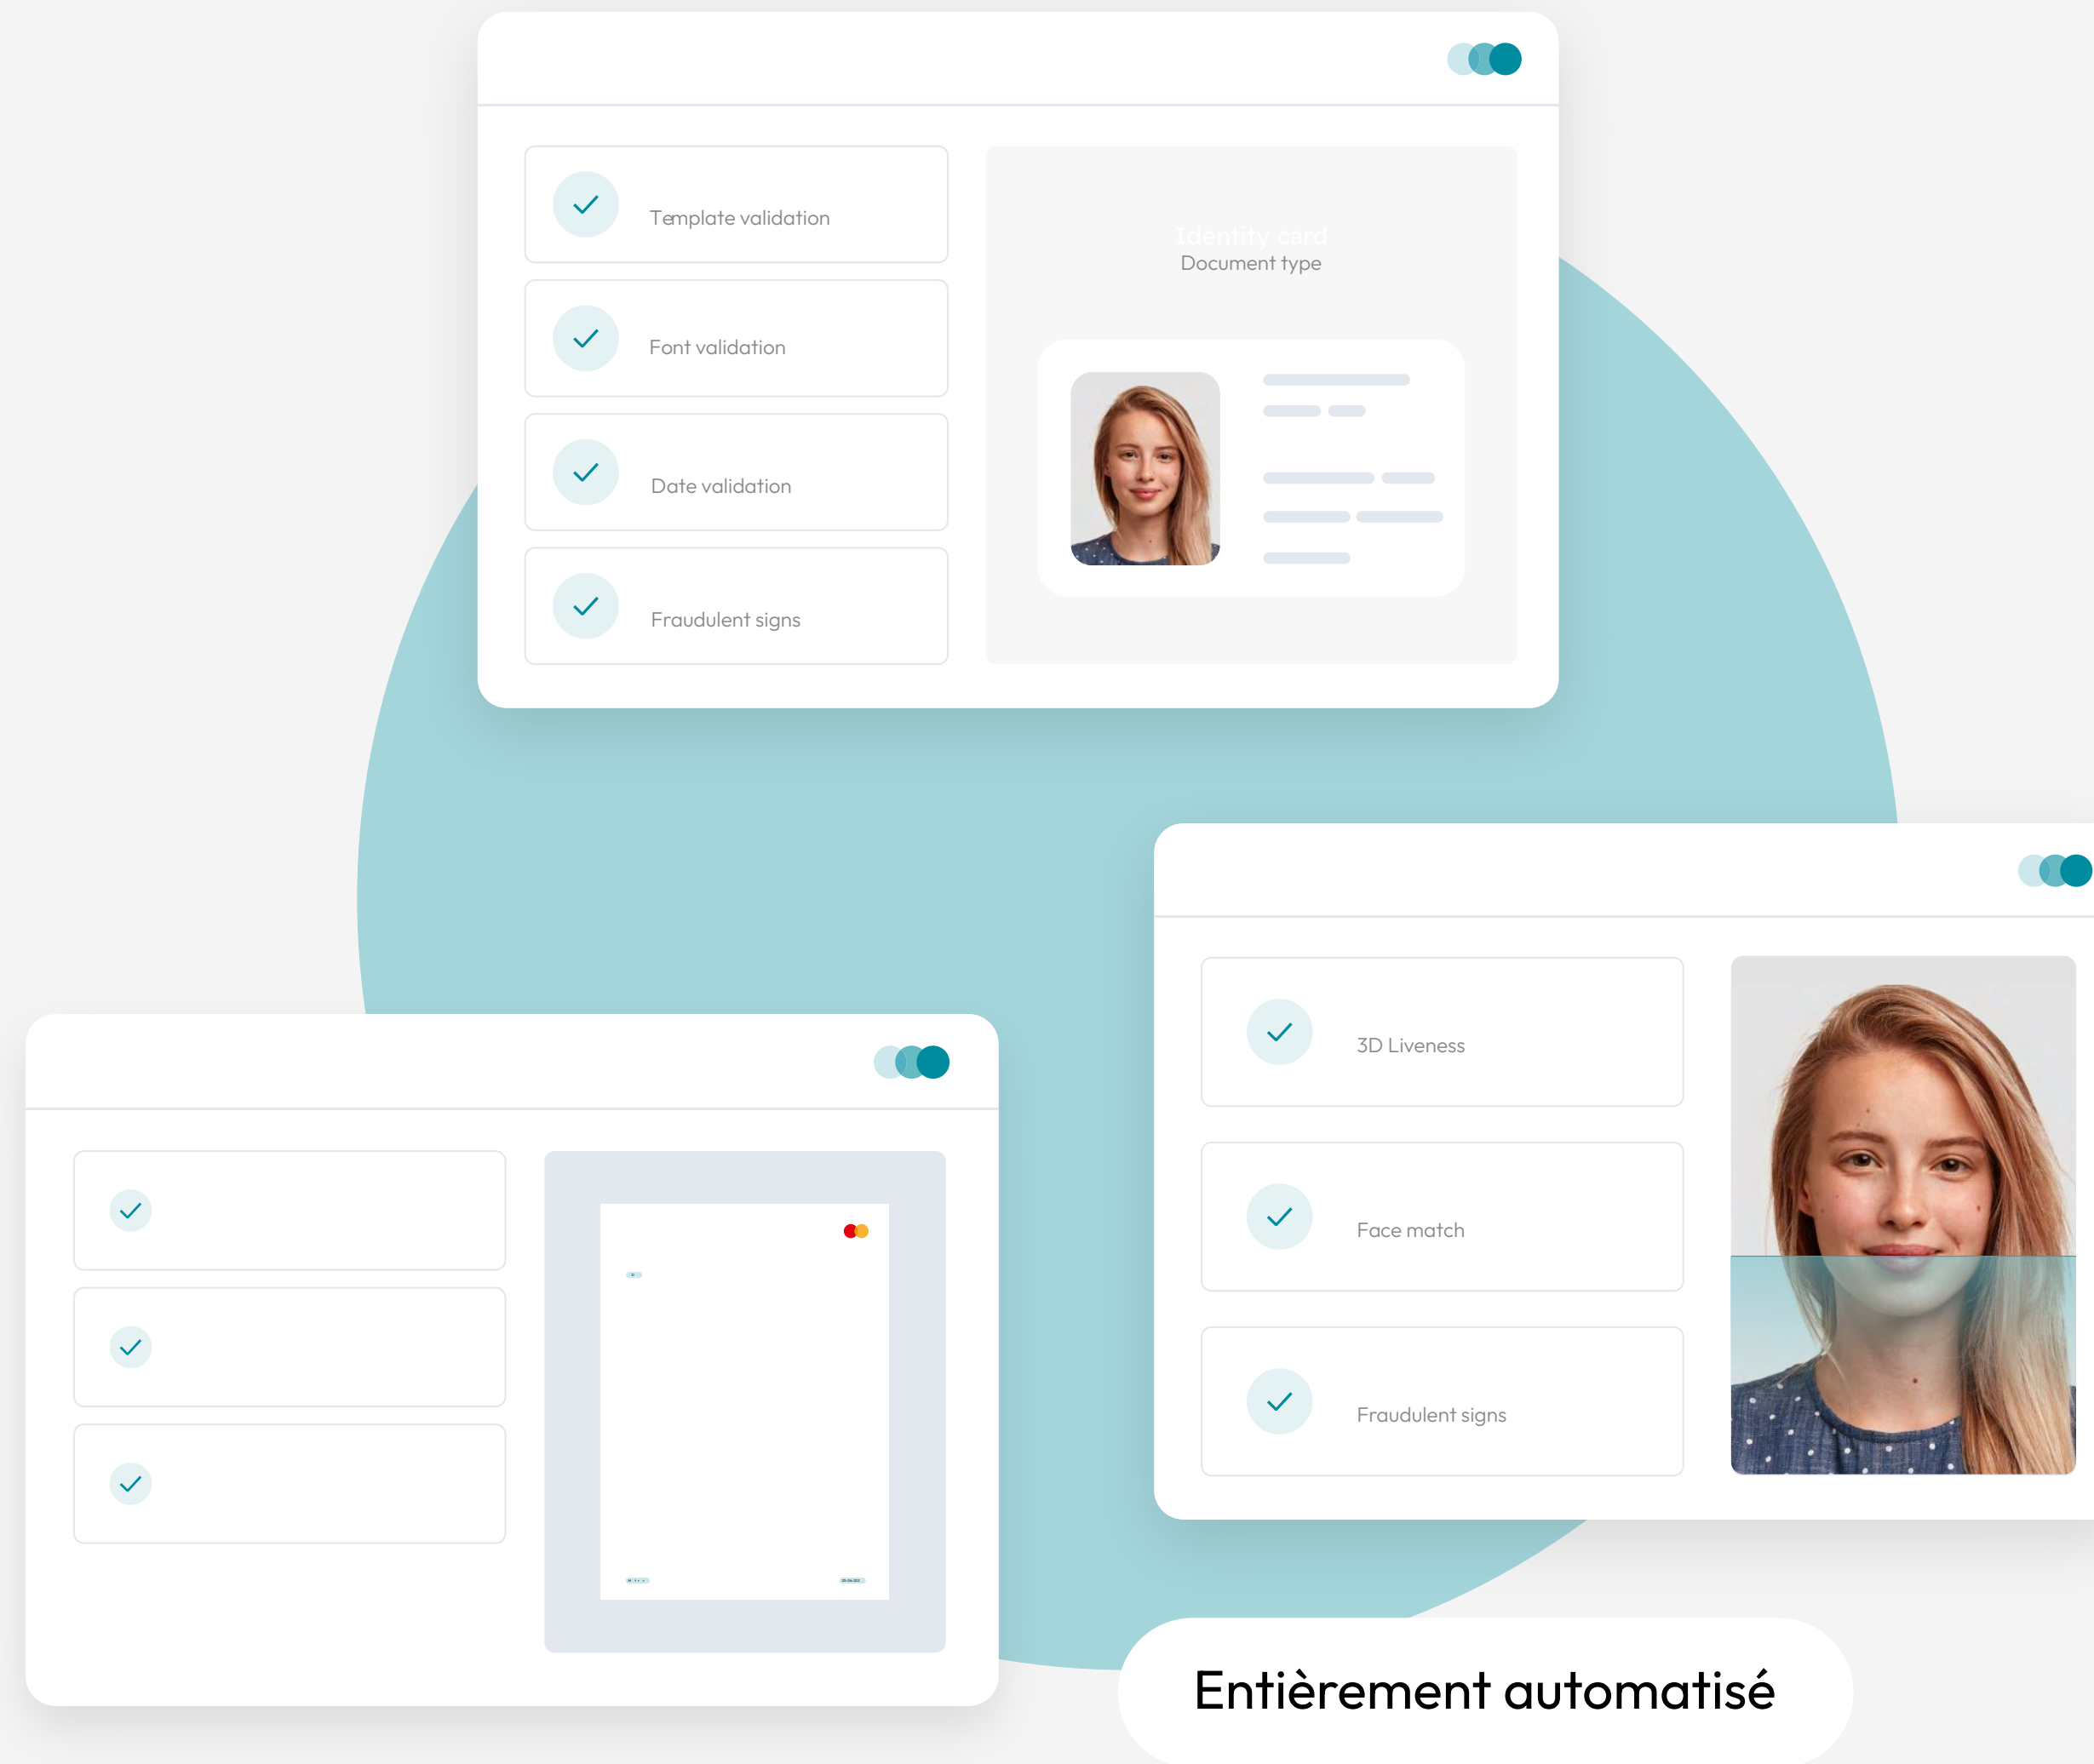 Template validation
Font validation
Date validation
Fraudulent signs
Identity card
Document type
3D Liveness
Face match
Fraudulent signs
Entièrement automatisé